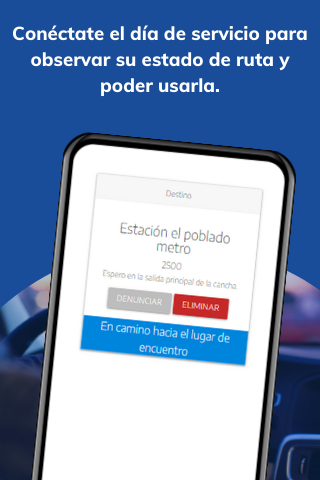 Conéctate el día de servicio para
observar su estado de ruta y
poder usarla.
Destino
Estación el poblado
metro
2500
Espero en la salida principal de la cancha.
DENUNCIAR
ELIMINAR
En camino hacia el lugar de
encuentro